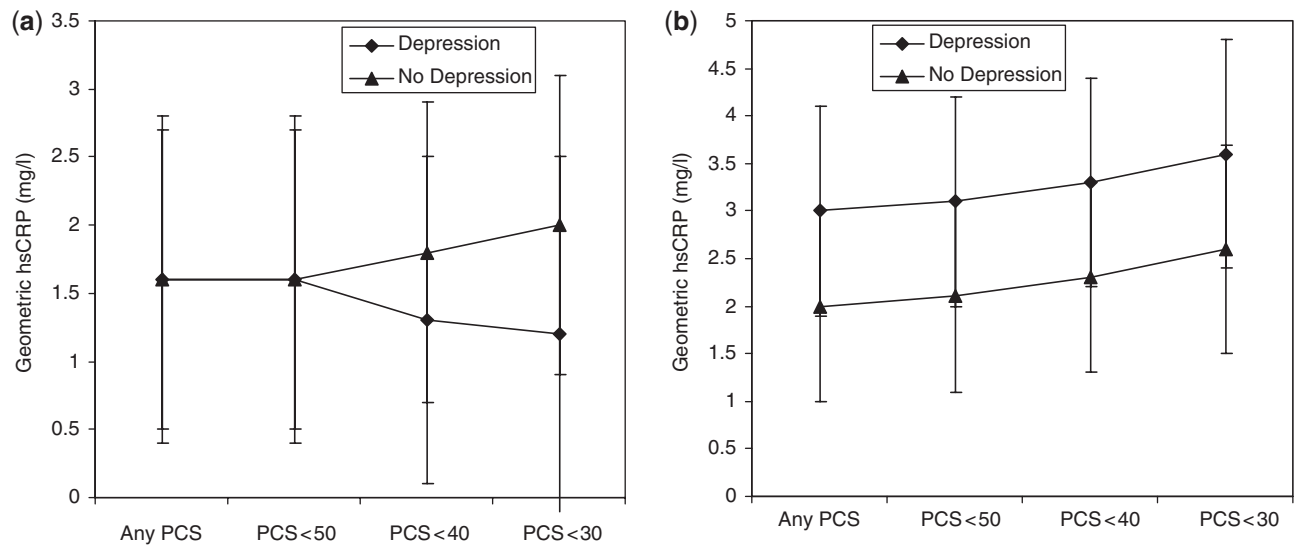 (a)
3.5
3
2.5
2
1.5
1
0.5
0
Geometric hsCRP (mg/l)
Depression
No Depression
Any PCS
PCS<50
PCS<40
PCS<30
(b)
5
4.5
4
3.5
3
2.5
2
1.5
1
0.5
0
Geometric hsCRP (mg/l)
Depression
No Depression
Any PCS
PCS<50
PCS<40
PCS<30